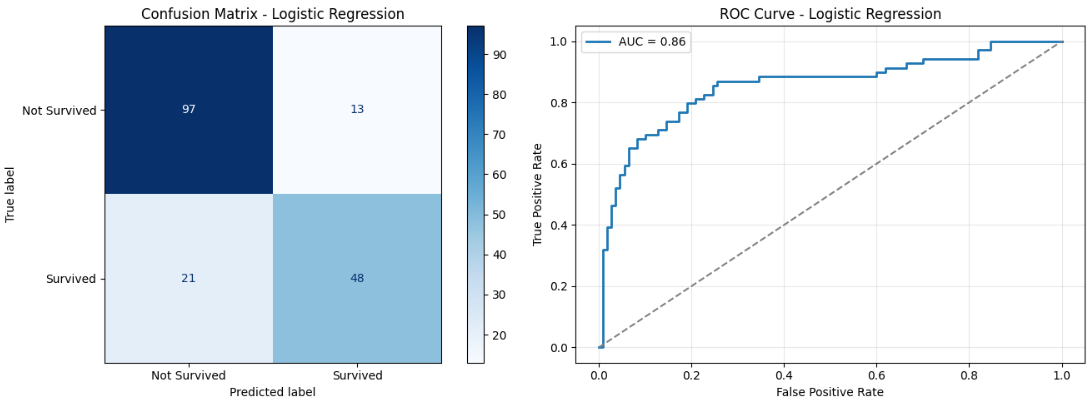 Confusion Matrix - Logistic Regression
Not Survived
Survived
True label
97
13
21
48
Not Survived
Survived
Predicted label
90
80
70
60
50
40
30
20
ROC Curve - Logistic Regression
AUC = 0.86
True Positive Rate
1.0
0.8
0.6
0.4
0.2
0.0
0.0
0.2
0.4
0.6
0.8
1.0
False Positive Rate